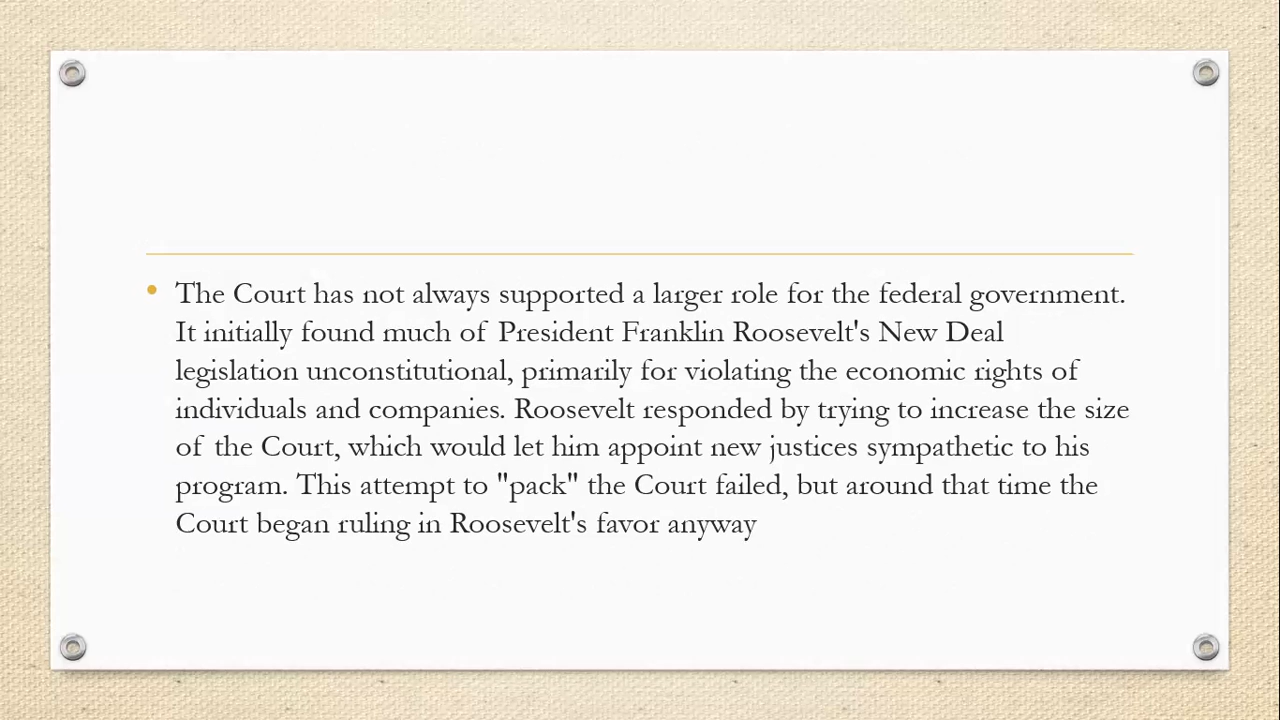 • The Court has not always supported a larger role for the federal government.
It initially found much of President Franklin Roosevelt's New Deal
legislation unconstitutional, primarily for violating the economic rights of
individuals and companies. Roosevelt responded by trying to increase the size
of the Court, which would let him appoint new justices sympathetic to his
program. This attempt to "pack" the Court failed, but around that time the
Court began ruling in Roosevelt's favor anyway